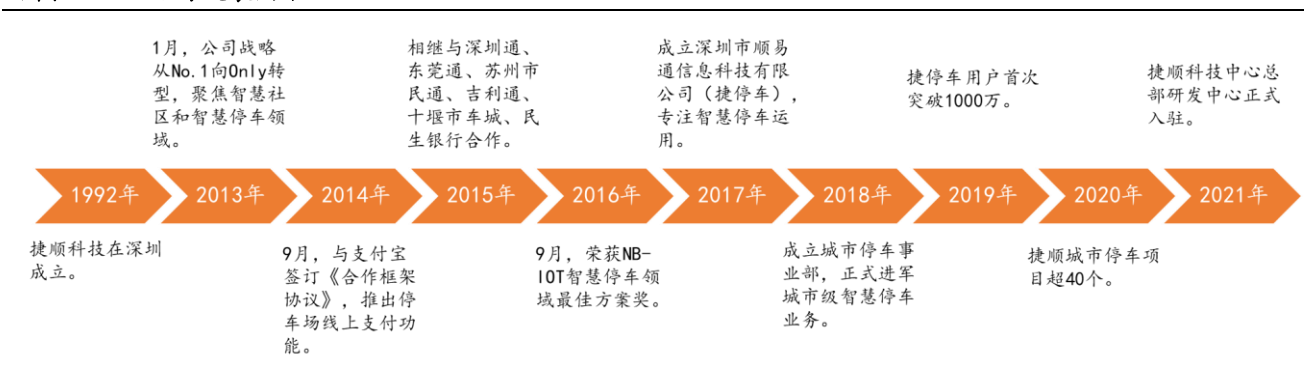 1月，公司战略
从No.1向Only转
型，聚焦智慧社
区和智慧停车领
域。
相继与深圳通、
东莞通、苏州市
民通、吉利通、
十堰市车城、民
生银行合作。
成立深圳市顺易
通信息科技有限
公司（捷停车），
专注智慧停车运
用。
捷停车用户首次
突破1000万。
捷顺科技中心总
部研发中心正式
入驻。
1992年
2013年
2014年
2015年
2016年
2017年
2018年
2019年
2020年
2021年
捷顺科技在深圳
成立。
9月，与支付宝
签订《合作框架
协议》，推出停
车场线上支付功
能。
9月，荣获NB-
IOT智慧停车领
域最佳方案奖。
成立城市停车事
业部，正式进军
城市级智慧停车
业务。
捷顺城市停车项
目超40个。